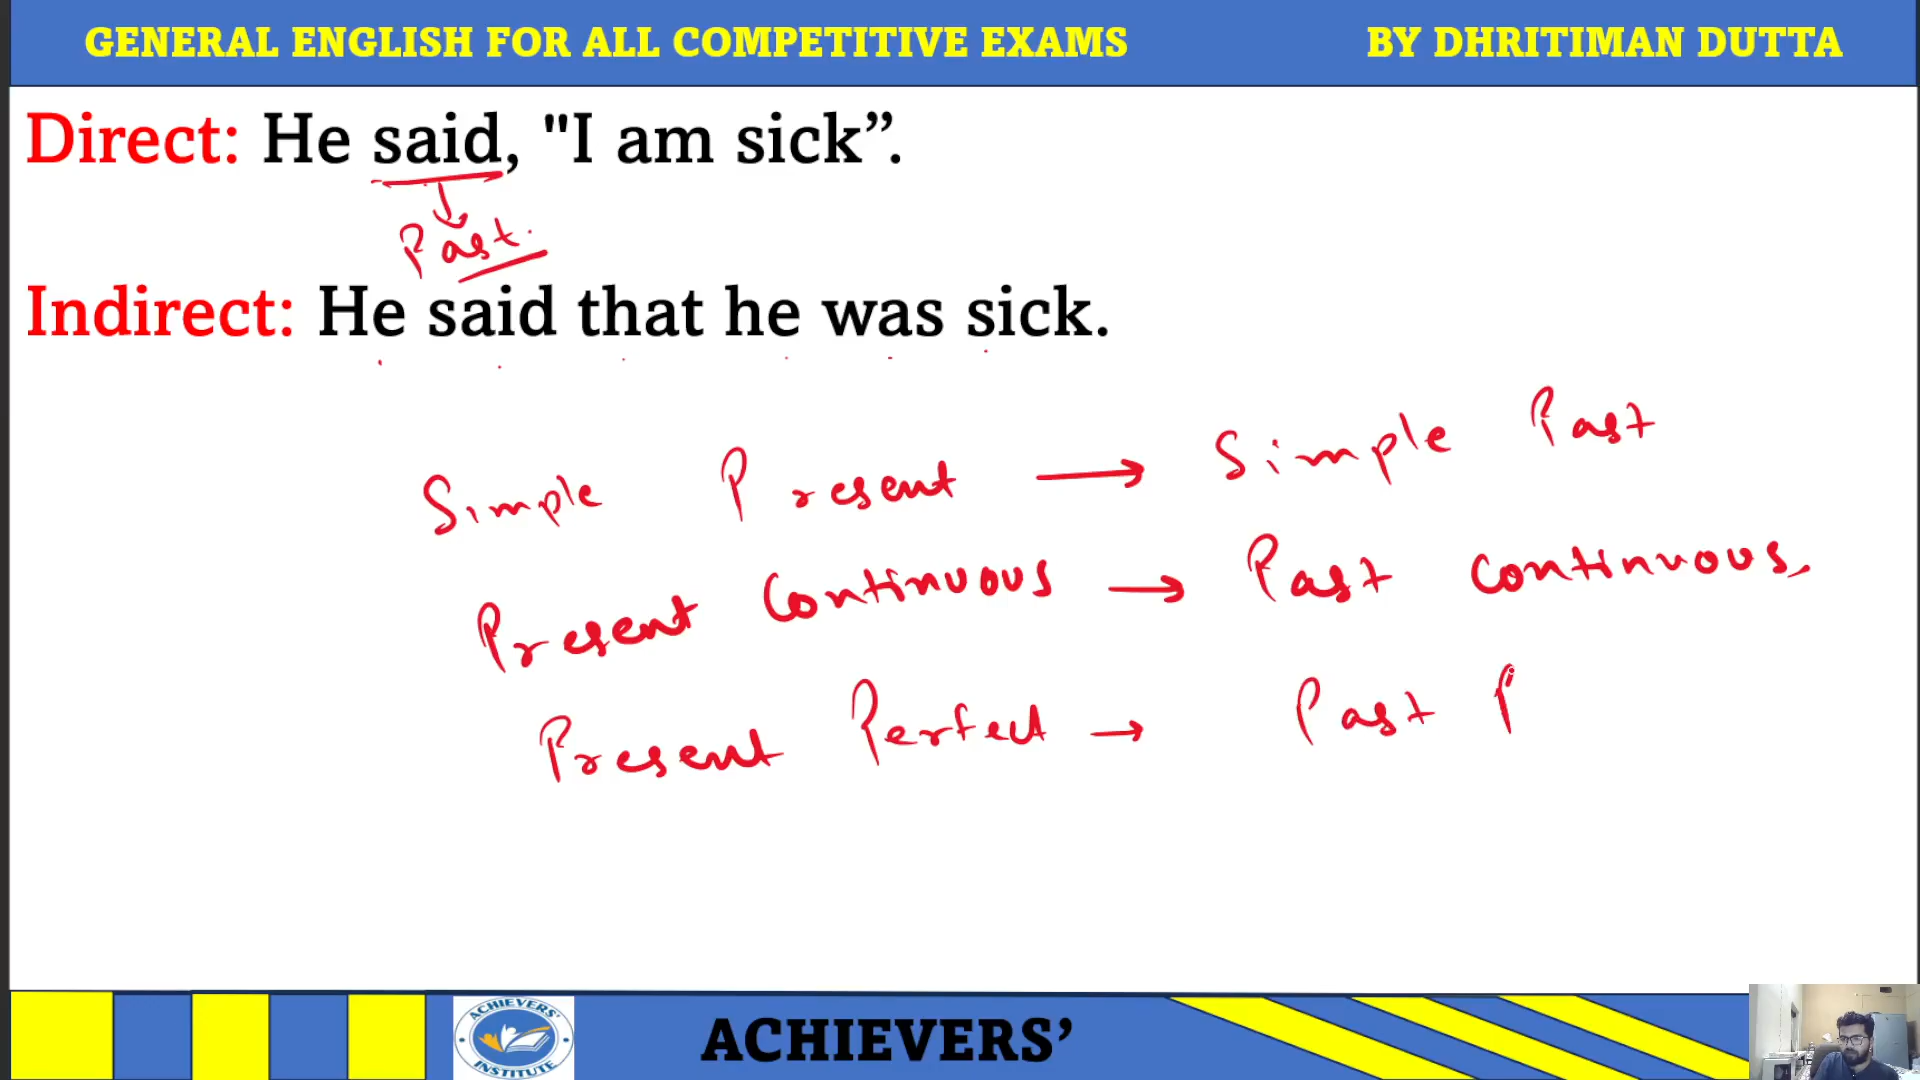 GENERAL ENGLISH FOR ALL COMPETITIVE EXAMS BY DHRITIMAN DUTTA
Direct: He said, "I am sick”.
Past.
Indirect: He said that he was sick.
Simple Present → Simple Past
Present Continuous → Past Continuous.
Present Perfect → Past P
ACHIEVERS' INSTITUTE
ACHIEVERS’